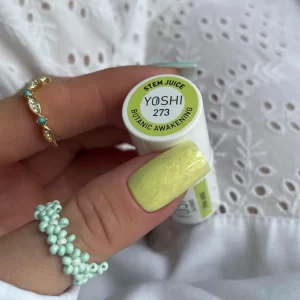 STEM JUICE
YOSHI
273
BOTANIC AWAKENING